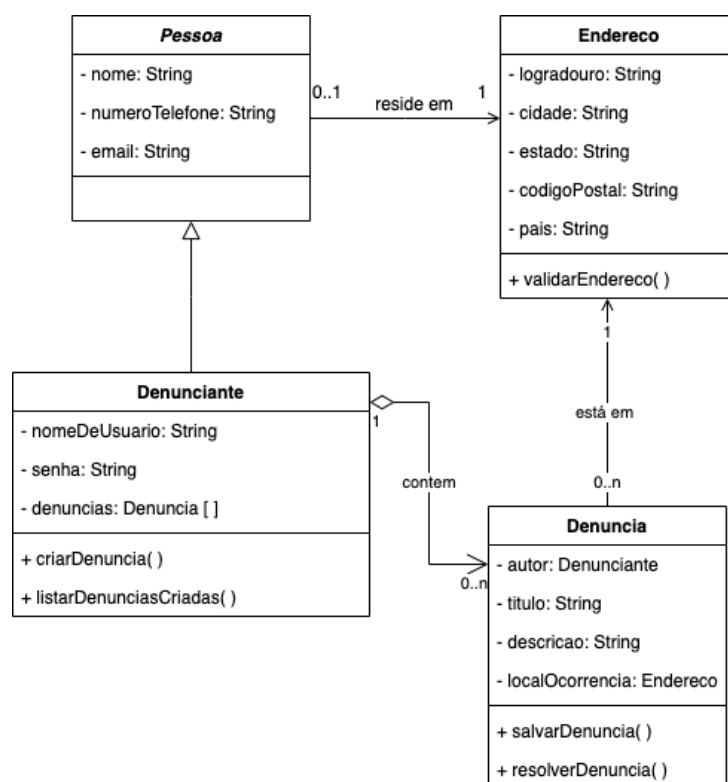 Pessoa
- nome: String
- numeroTelefone: String
- email: String
0..1
reside em
1
Endereco
- logradouro: String
- cidade: String
- estado: String
- codigoPostal: String
- pais: String
+ validarEndereco( )
1
está em
0..n
Denunciante
- nomeDeUsuario: String
- senha: String
- denuncias: Denuncia [ ]
+ criarDenuncia( )
+ listarDenunciasCriadas( )
1
contem
0..n
Denuncia
- autor: Denunciante
- titulo: String
- descricao: String
- localOcorrencia: Endereco
+ salvarDenuncia( )
+ resolverDenuncia( )